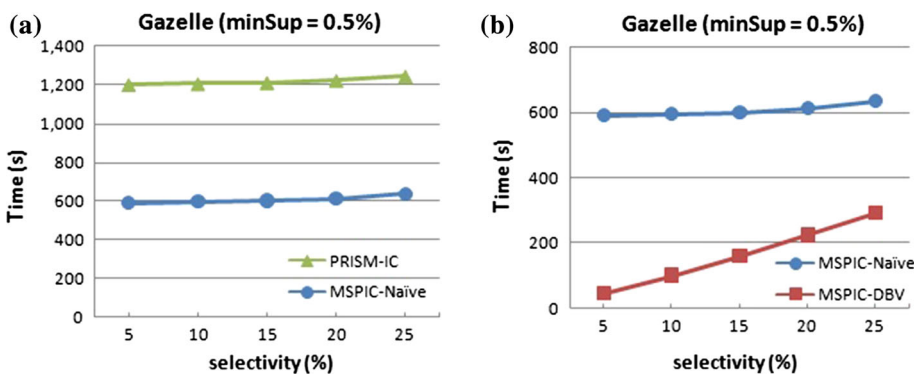 (a)
Gazelle (minSup = 0.5%)
1,400
1,200
1,000
800
600
400
200
0
Time (s)
PRISM-IC
MSPIC-Naïve
5 10 15 20 25
selectivity (%)
(b)
Gazelle (minSup = 0.5%)
800
600
400
200
0
Time (s)
MSPIC-Naïve
MSPIC-DBV
5 10 15 20 25
selectivity (%)